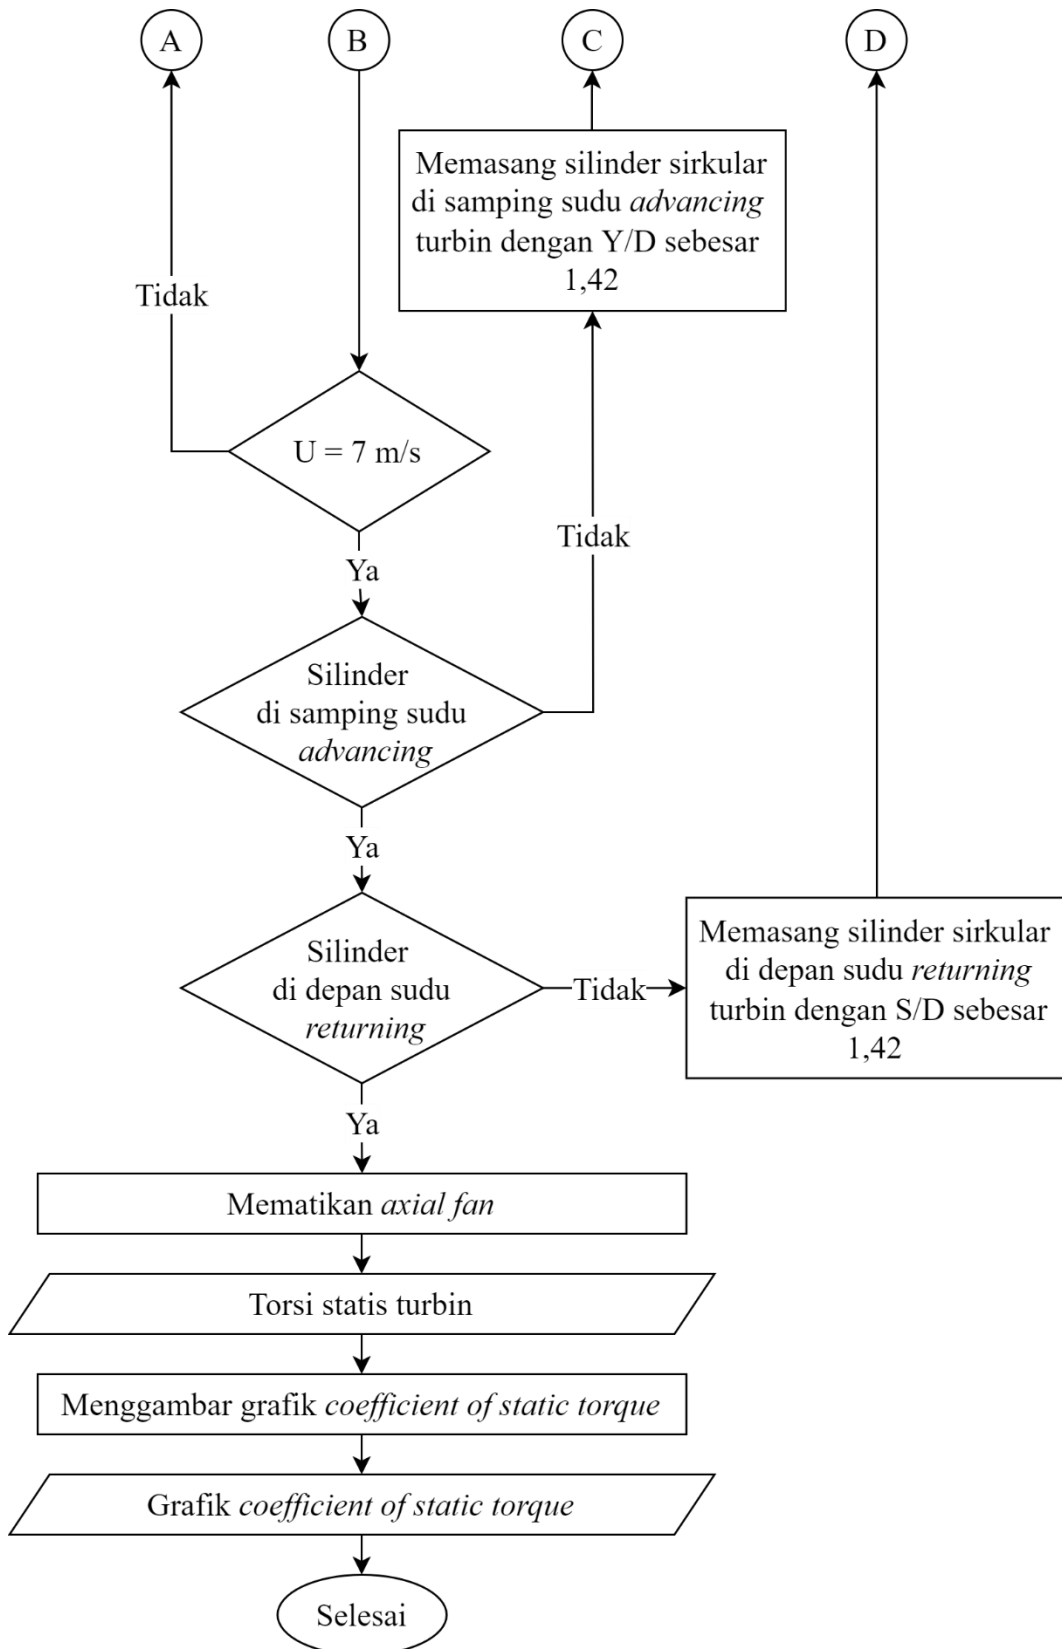 A
B
C
D
Memasang silinder sirkular
di samping sudu advancing
turbin dengan Y/D sebesar
1,42
Tidak
U = 7 m/s
Tidak
Ya
Silinder
di samping sudu
advancing
Ya
Silinder
di depan sudu
returning
Tidak
Memasang silinder sirkular
di depan sudu returning
turbin dengan S/D sebesar
1,42
Ya
Mematikan axial fan
Torsi statis turbin
Menggambar grafik coefficient of static torque
Grafik coefficient of static torque
Selesai